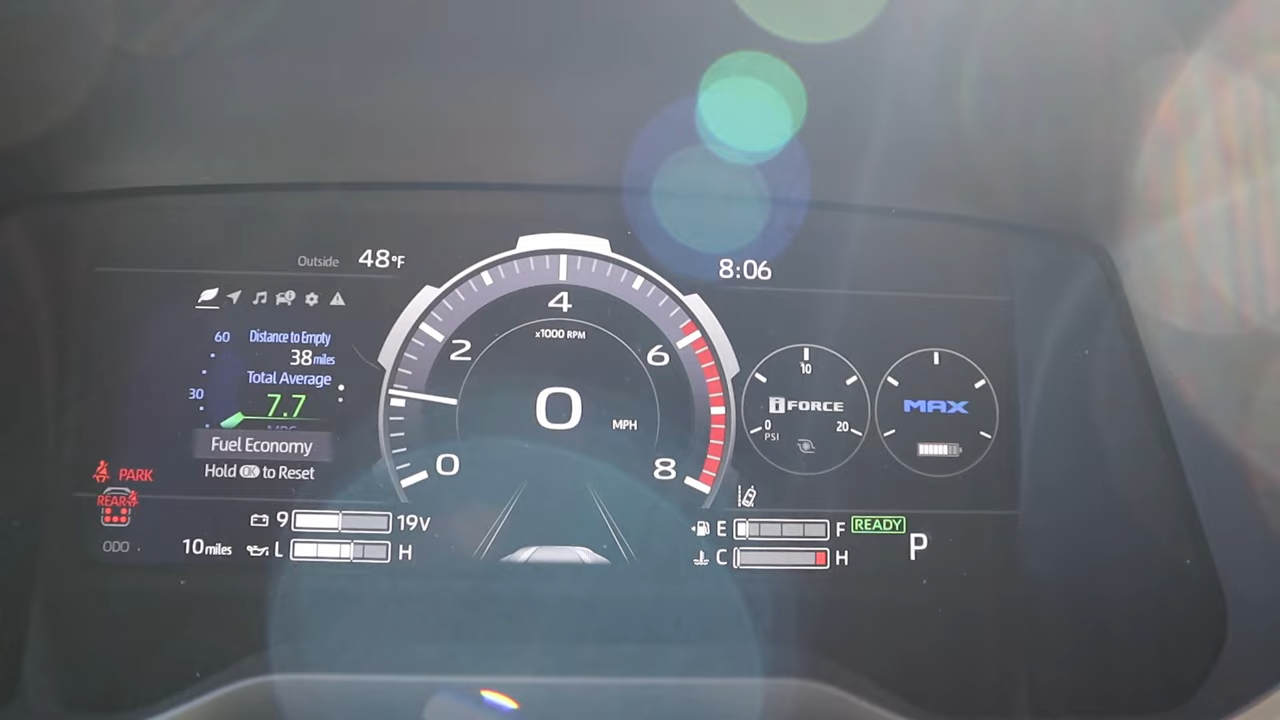 Outside 48°F
8:06
60 Distance to Empty
38 miles
Total Average
30
7.7
MPG
Fuel Economy
Hold OK to Reset
PARK
REAR
ODO 10 miles
9 19V
L H
0
2
4
6
8
x1000 RPM
0 MPH
10
i FORCE
0 20
PSI
MAX
E F READY
C H
P